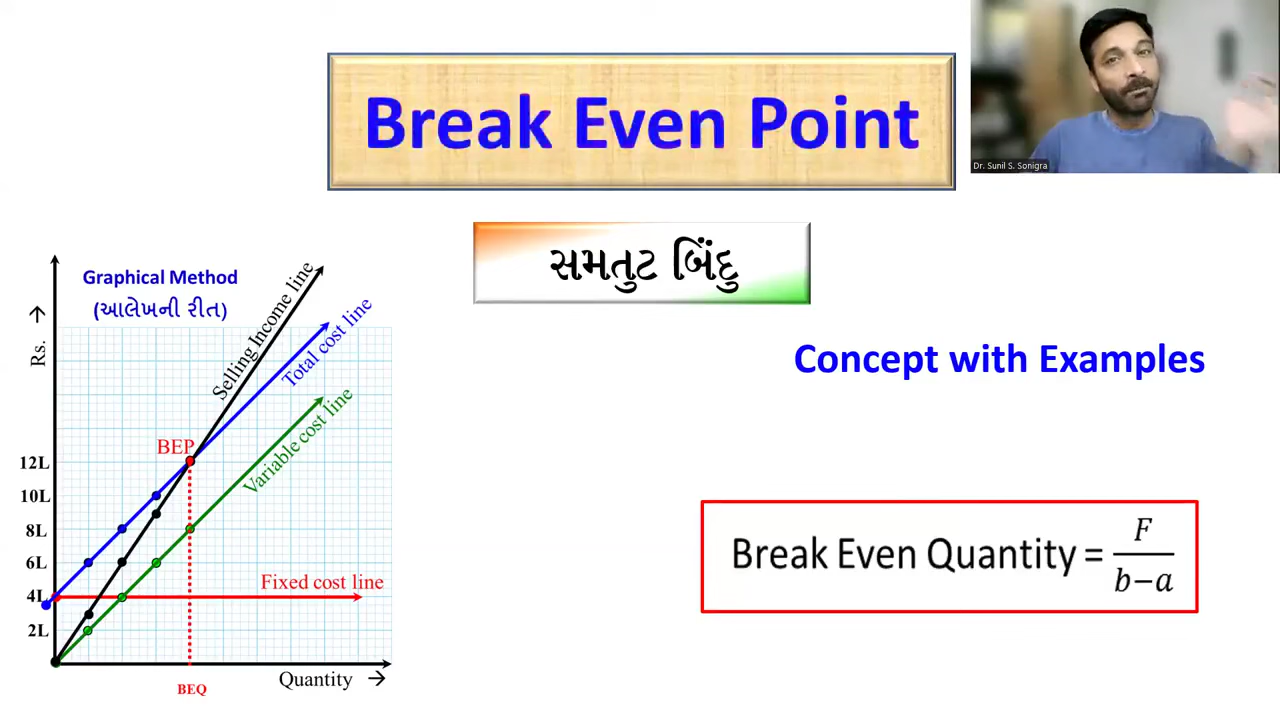 Break Even Point
Dr. Sunil S. Sonigra
સમતુટ બિંદુ
Graphical Method
(આલેખની રીત)
Rs. →
Selling Income line
Total cost line
Variable cost line
Concept with Examples
BEP
12L
10L
8L
6L
4L
2L
Fixed cost line
Break Even Quantity = F / b−a
Quantity →
BEQ